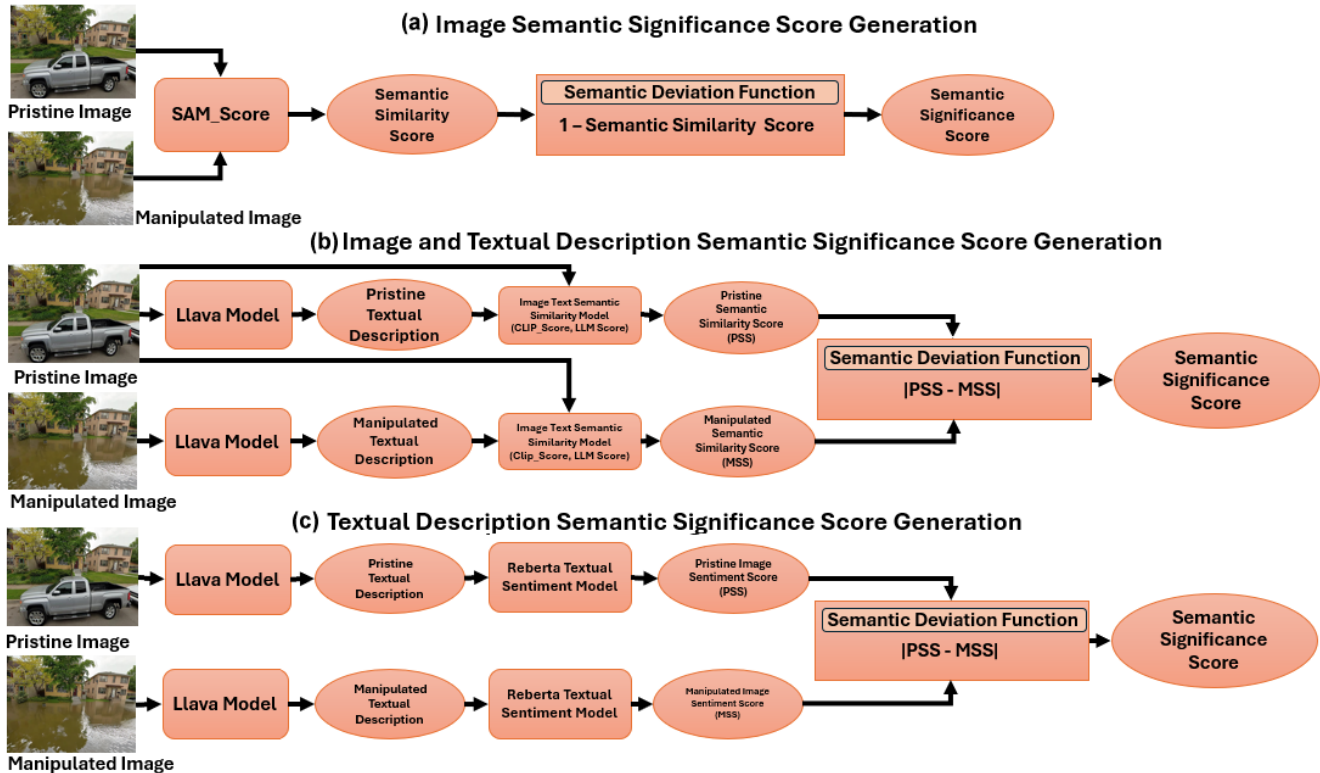 (a) Image Semantic Significance Score Generation
Pristine Image
SAM_Score
Semantic
Similarity
Score
Semantic Deviation Function
1 – Semantic Similarity Score
Semantic
Significance
Score
Manipulated Image
(b) Image and Textual Description Semantic Significance Score Generation
Llava Model
Pristine
Textual
Description
Image Text Semantic
Similarity Model
(CLIP_Score, LLM Score)
Pristine
Semantic
Similarity Score
(PSS)
Pristine Image
Semantic Deviation Function
|PSS - MSS|
Semantic
Significance
Score
Llava Model
Manipulated
Textual
Description
Image Text Semantic
Similarity Model
(Clip_Score, LLM Score)
Manipulated
Semantic
Similarity Score
(MSS)
Manipulated Image
(c) Textual Description Semantic Significance Score Generation
Llava Model
Pristine
Textual
Description
Reberta Textual
Sentiment Model
Pristine Image
Sentiment Score
(PSS)
Pristine Image
Semantic Deviation Function
|PSS - MSS|
Semantic
Significance
Score
Llava Model
Manipulated
Textual
Description
Reberta Textual
Sentiment Model
Manipulated Image
Sentiment Score
(MSS)
Manipulated Image